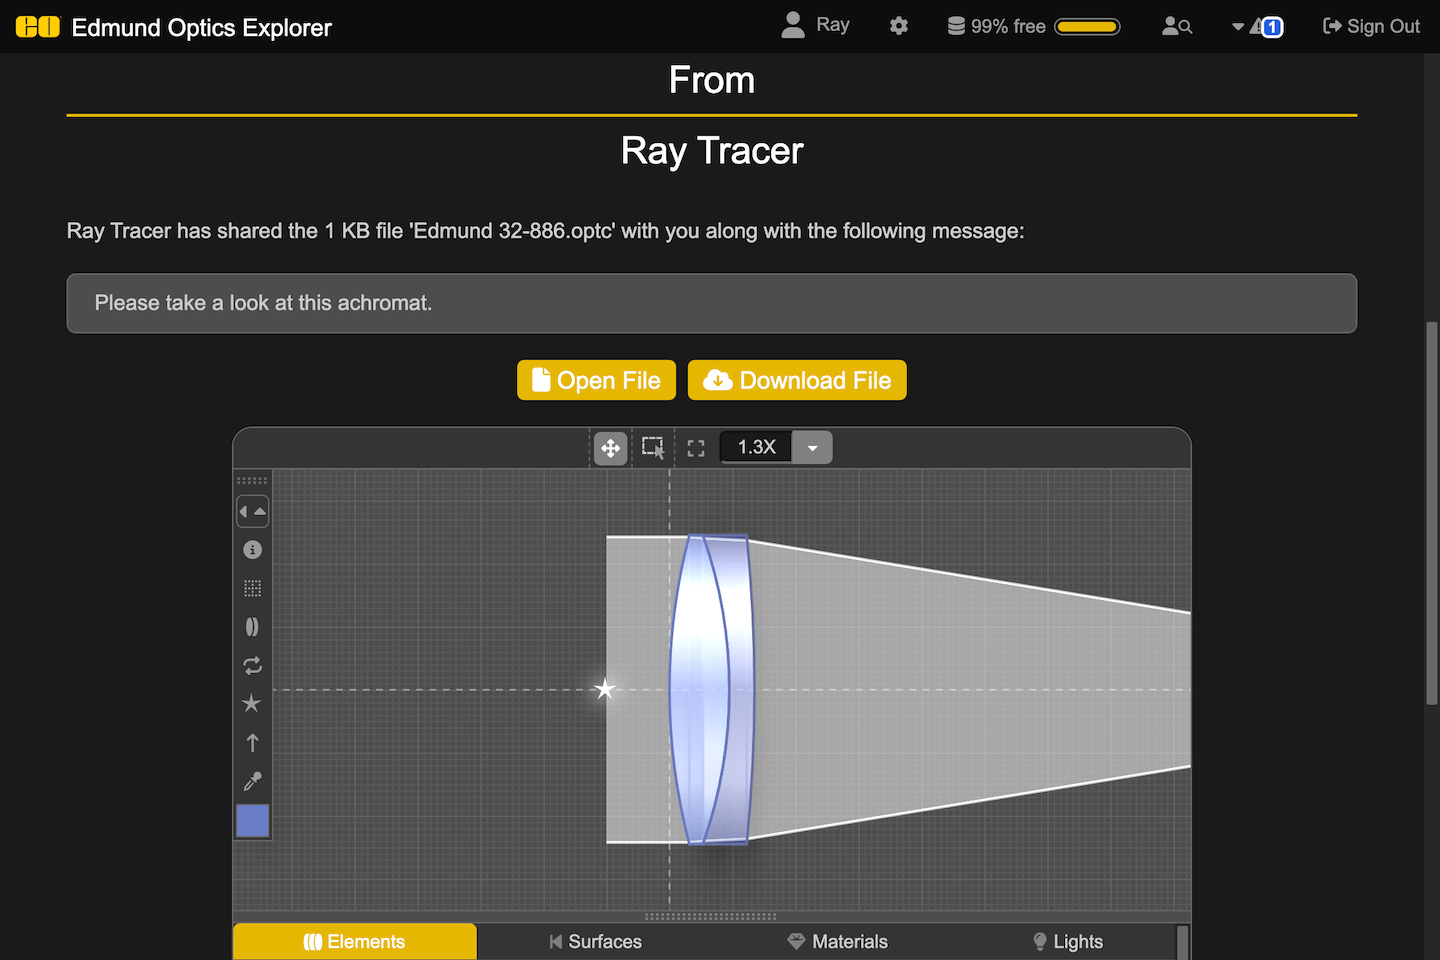 EO Edmund Optics Explorer
Ray
99% free
1
Sign Out
From
Ray Tracer
Ray Tracer has shared the 1 KB file 'Edmund 32-886.optc' with you along with the following message:
Please take a look at this achromat.
Open File
Download File
1.3X
Elements
Surfaces
Materials
Lights